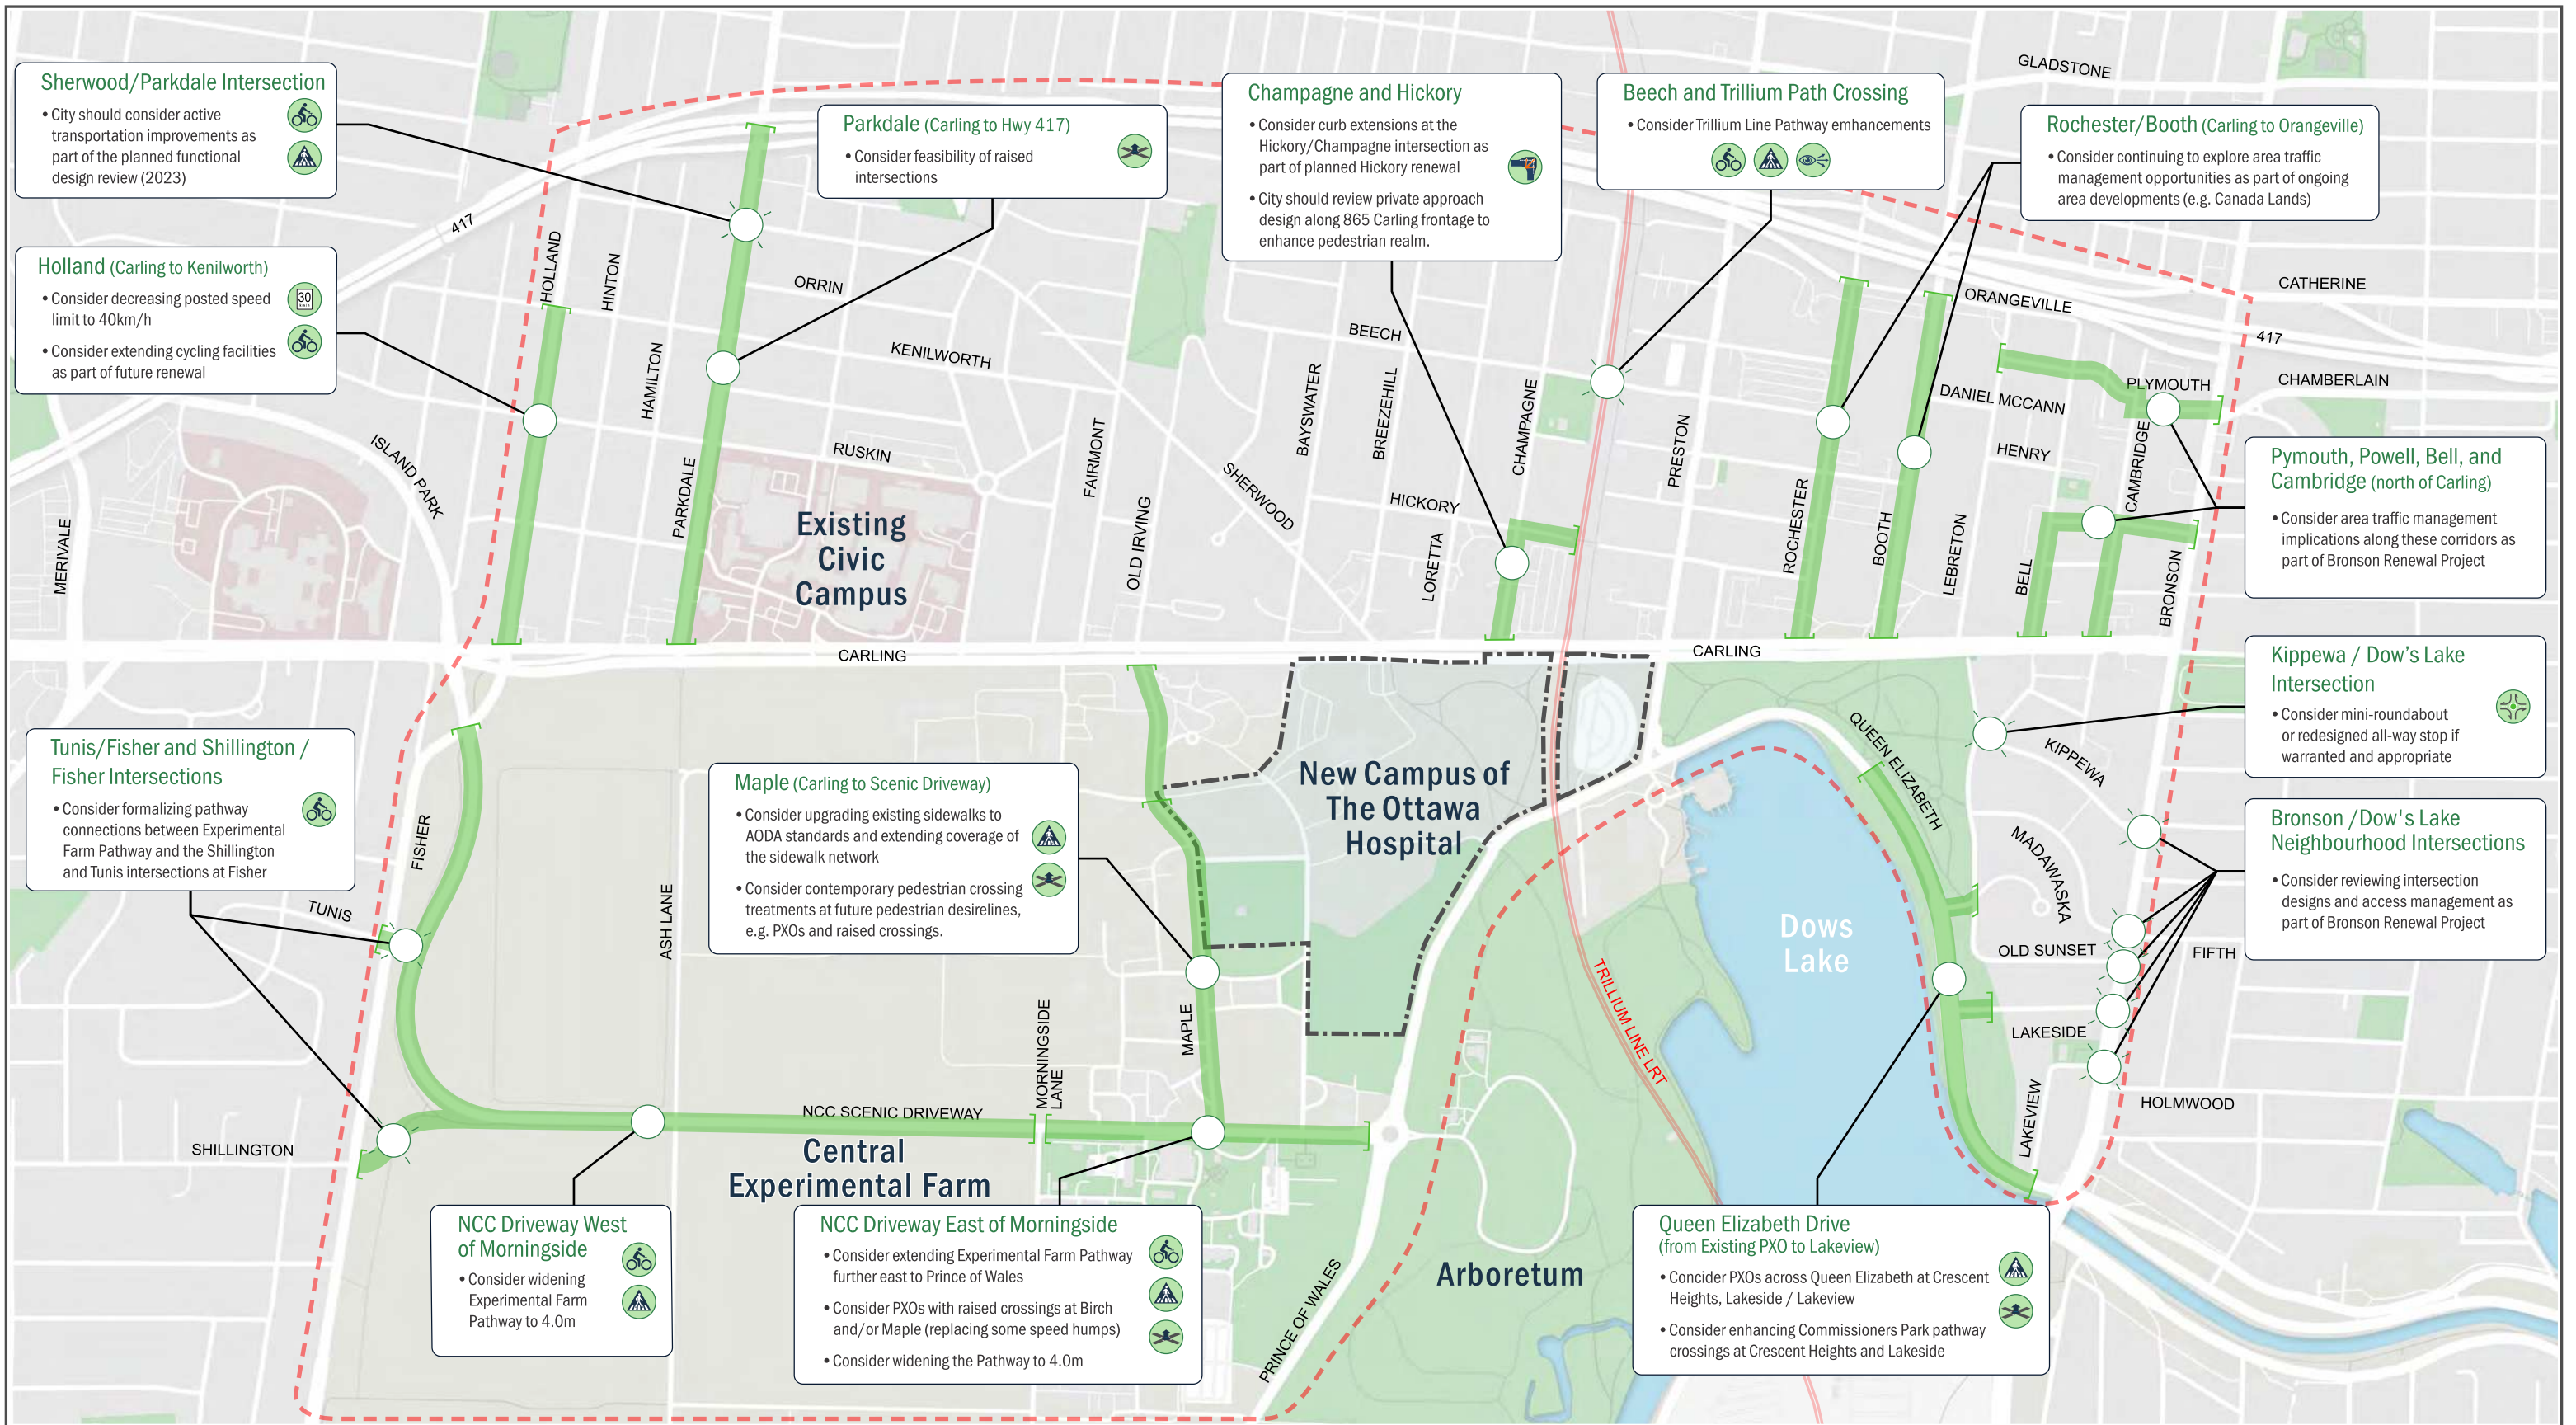 Sherwood/Parkdale Intersection
• City should consider active
transportation improvements as
part of the planned functional
design review (2023)
Holland (Carling to Kenilworth)
• Consider decreasing posted speed
limit to 40km/h
30
• Consider extending cycling facilities
as part of future renewal
Parkdale (Carling to Hwy 417)
• Consider feasibility of raised
intersections
Champagne and Hickory
• Consider curb extensions at the
Hickory/Champagne intersection as
part of planned Hickory renewal
• City should review private approach
design along 865 Carling frontage to
enhance pedestrian realm.
Beech and Trillium Path Crossing
• Consider Trillium Line Pathway emhancements
Rochester/Booth (Carling to Orangeville)
• Consider continuing to explore area traffic
management opportunities as part of ongoing
area developments (e.g. Canada Lands)
Pymouth, Powell, Bell, and
Cambridge (north of Carling)
• Consider area traffic management
implications along these corridors as
part of Bronson Renewal Project
Kippewa / Dow's Lake
Intersection
• Consider mini-roundabout
or redesigned all-way stop if
warranted and appropriate
Bronson /Dow's Lake
Neighbourhood Intersections
• Consider reviewing intersection
designs and access management as
part of Bronson Renewal Project
Tunis/Fisher and Shillington /
Fisher Intersections
• Consider formalizing pathway
connections between Experimental
Farm Pathway and the Shillington
and Tunis intersections at Fisher
Maple (Carling to Scenic Driveway)
• Consider upgrading existing sidewalks to
AODA standards and extending coverage of
the sidewalk network
• Consider contemporary pedestrian crossing
treatments at future pedestrian desirelines,
e.g. PXOs and raised crossings.
NCC Driveway West
of Morningside
• Consider widening
Experimental Farm
Pathway to 4.0m
NCC Driveway East of Morningside
• Consider extending Experimental Farm Pathway
further east to Prince of Wales
• Consider PXOs with raised crossings at Birch
and/or Maple (replacing some speed humps)
• Consider widening the Pathway to 4.0m
Queen Elizabeth Drive
(from Existing PXO to Lakeview)
• Concider PXOs across Queen Elizabeth at Crescent
Heights, Lakeside / Lakeview
• Consider enhancing Commissioners Park pathway
crossings at Crescent Heights and Lakeside
GLADSTONE
CATHERINE
417
ORANGEVILLE
417
CHAMBERLAIN
PLYMOUTH
DANIEL MCCANN
HENRY
CAMBRIDGE
HOLLAND
HINTON
HAMILTON
PARKDALE
ORRIN
KENILWORTH
RUSKIN
FAIRMONT
OLD IRVING
SHERWOOD
BAYSWATER
BREEZEHILL
BEECH
CHAMPAGNE
HICKORY
LORETTA
PRESTON
ROCHESTER
BOOTH
LEBRETON
BELL
BRONSON
MERIVALE
ISLAND PARK
Existing
Civic
Campus
CARLING
CARLING
New Campus of
The Ottawa
Hospital
QUEEN ELIZABETH
KIPPEWA
MADAWASKA
OLD SUNSET
FIFTH
LAKESIDE
LAKEVIEW
HOLMWOOD
Dows
Lake
TRILLIUM LINE LRT
FISHER
TUNIS
ASH LANE
MORNINGSIDE
LANE
MAPLE
NCC SCENIC DRIVEWAY
SHILLINGTON
Central
Experimental Farm
Arboretum
PRINCE OF WALES